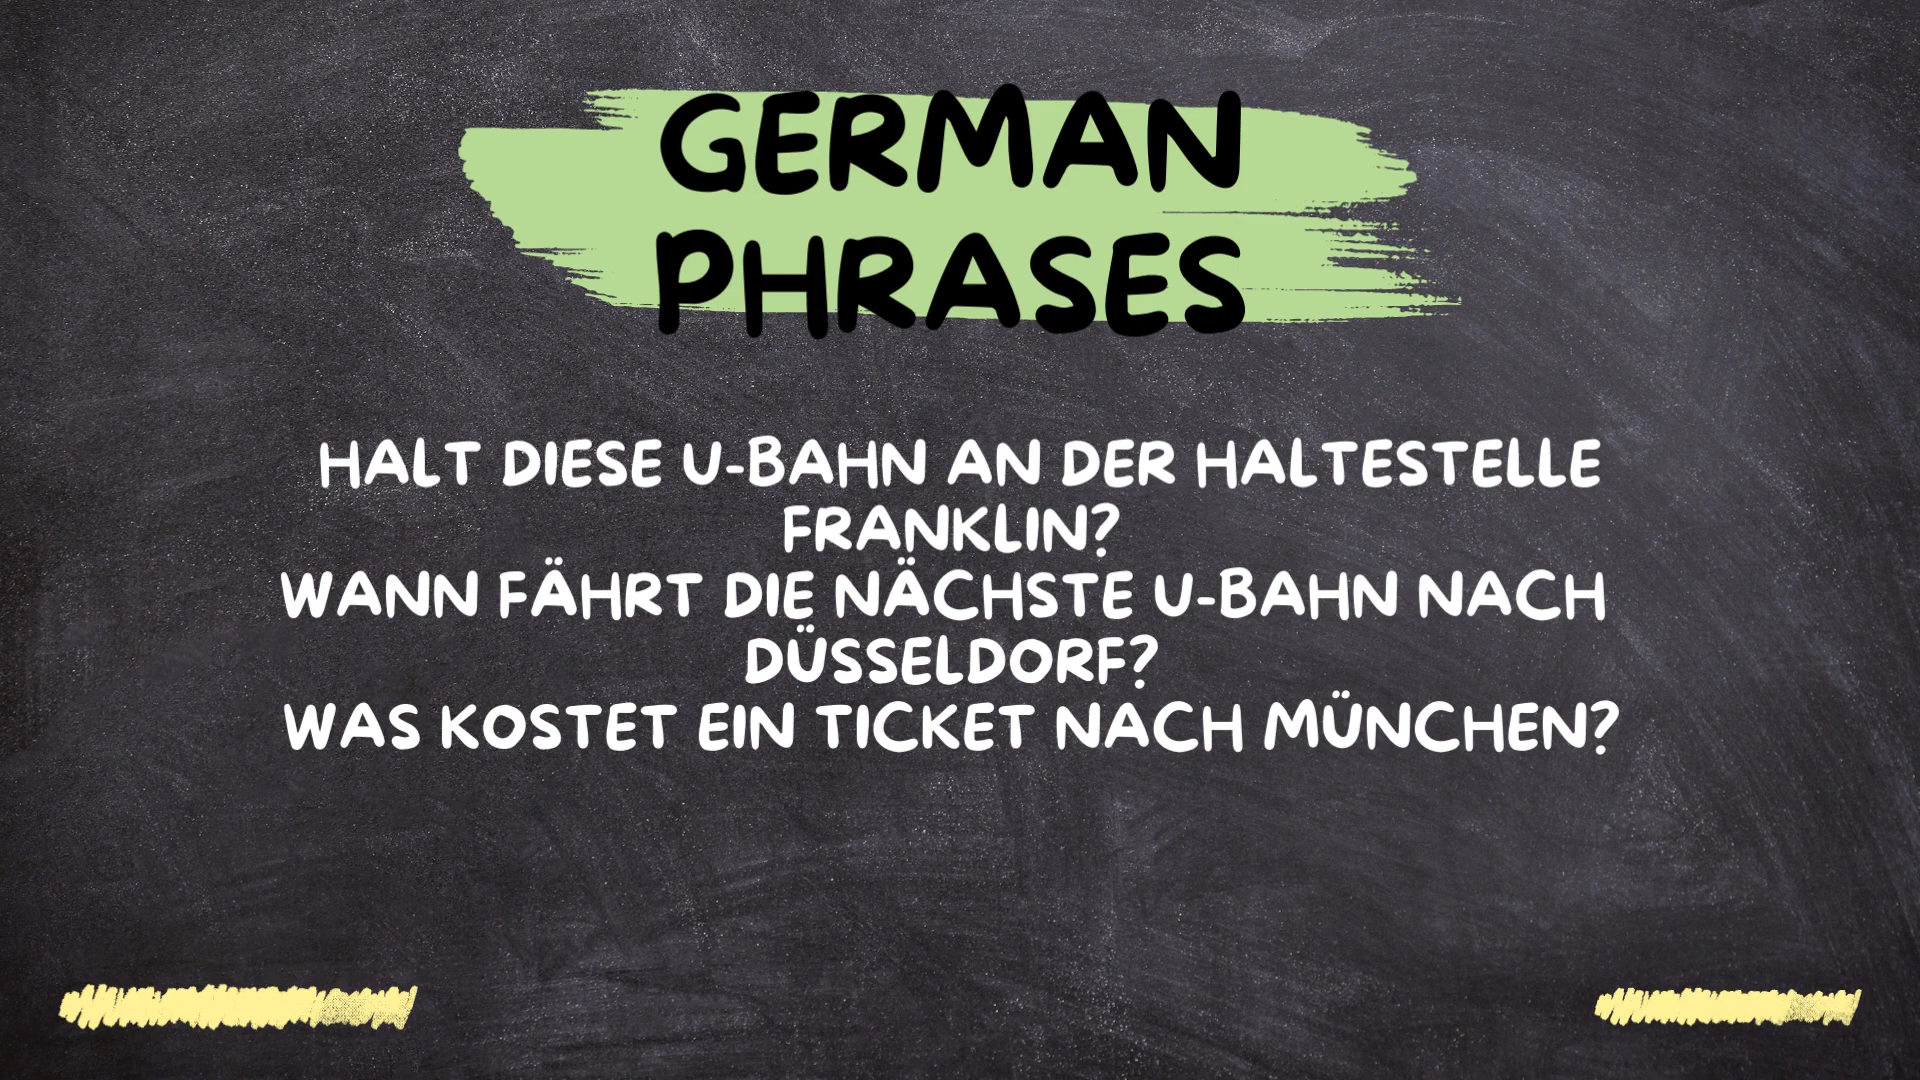 GERMAN
PHRASES
HALT DIESE U-BAHN AN DER HALTESTELLE
FRANKLIN?
WANN FÄHRT DIE NÄCHSTE U-BAHN NACH
DÜSSELDORF?
WAS KOSTET EIN TICKET NACH MÜNCHEN?